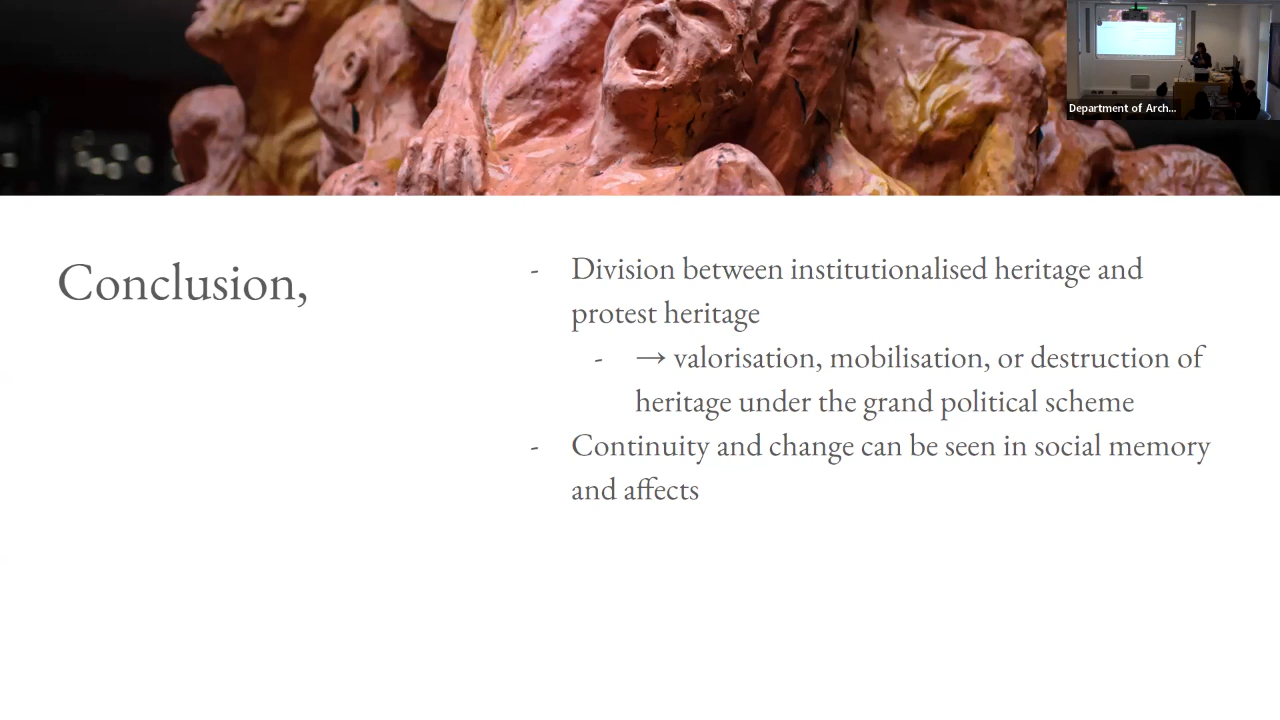 Department of Arch...
Conclusion,
- Division between institutionalised heritage and
protest heritage
- → valorisation, mobilisation, or destruction of
heritage under the grand political scheme
- Continuity and change can be seen in social memory
and affects